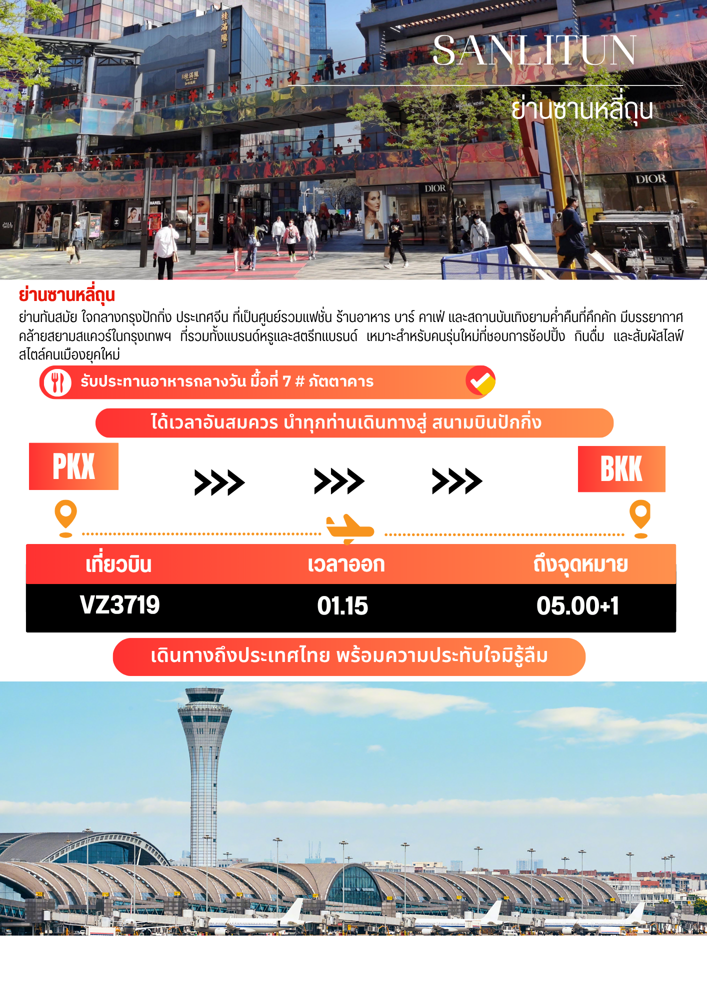 桂滿隴
桂滿隴
SANLITUN
ย่านซานหลี่ถุน
MICHAEL KORS
DIOR
DIOR
CHANEL
ย่านซานหลี่ถุน
ย่านทันสมัย ใจกลางกรุงปักกิ่ง ประเทศจีน ที่เป็นศูนย์รวมแฟชั่น ร้านอาหาร บาร์ คาเฟ่ และสถานบันเทิงยามค่ำคืนที่คึกคัก มีบรรยากาศ
คล้ายสยามสแควร์ในกรุงเทพฯ ที่รวมทั้งแบรนด์หรูและสตรีทแบรนด์ เหมาะสำหรับคนรุ่นใหม่ที่ชอบการช้อปปิ้ง กินดื่ม และสัมผัสไลฟ์
สไตล์คนเมืองยุคใหม่
รับประทานอาหารกลางวัน มื้อที่ 7 # ภัตตาคาร
ได้เวลาอันสมควร นำทุกท่านเดินทางสู่ สนามบินปักกิ่ง
PKX
BKK
เที่ยวบิน เวลาออก ถึงจุดหมาย
VZ3719 01.15 05.00+1
เดินทางถึงประเทศไทย พร้อมความประทับใจมิรู้ลืม